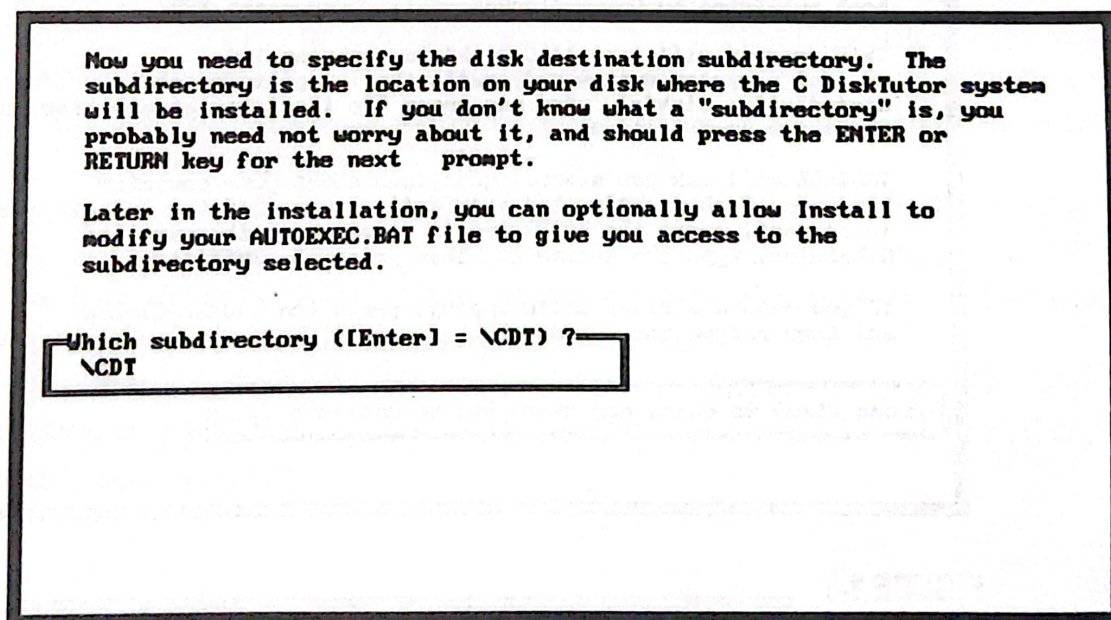 Now you need to specify the disk destination subdirectory.  The
subdirectory is the location on your disk where the C DiskTutor system
will be installed.  If you don't know what a "subdirectory" is, you
probably need not worry about it, and should press the ENTER or
RETURN key for the next   prompt.
Later in the installation, you can optionally allow Install to
modify your AUTOEXEC.BAT file to give you access to the
subdirectory selected.
Which subdirectory ([Enter] = \CDT) ?
\CDT